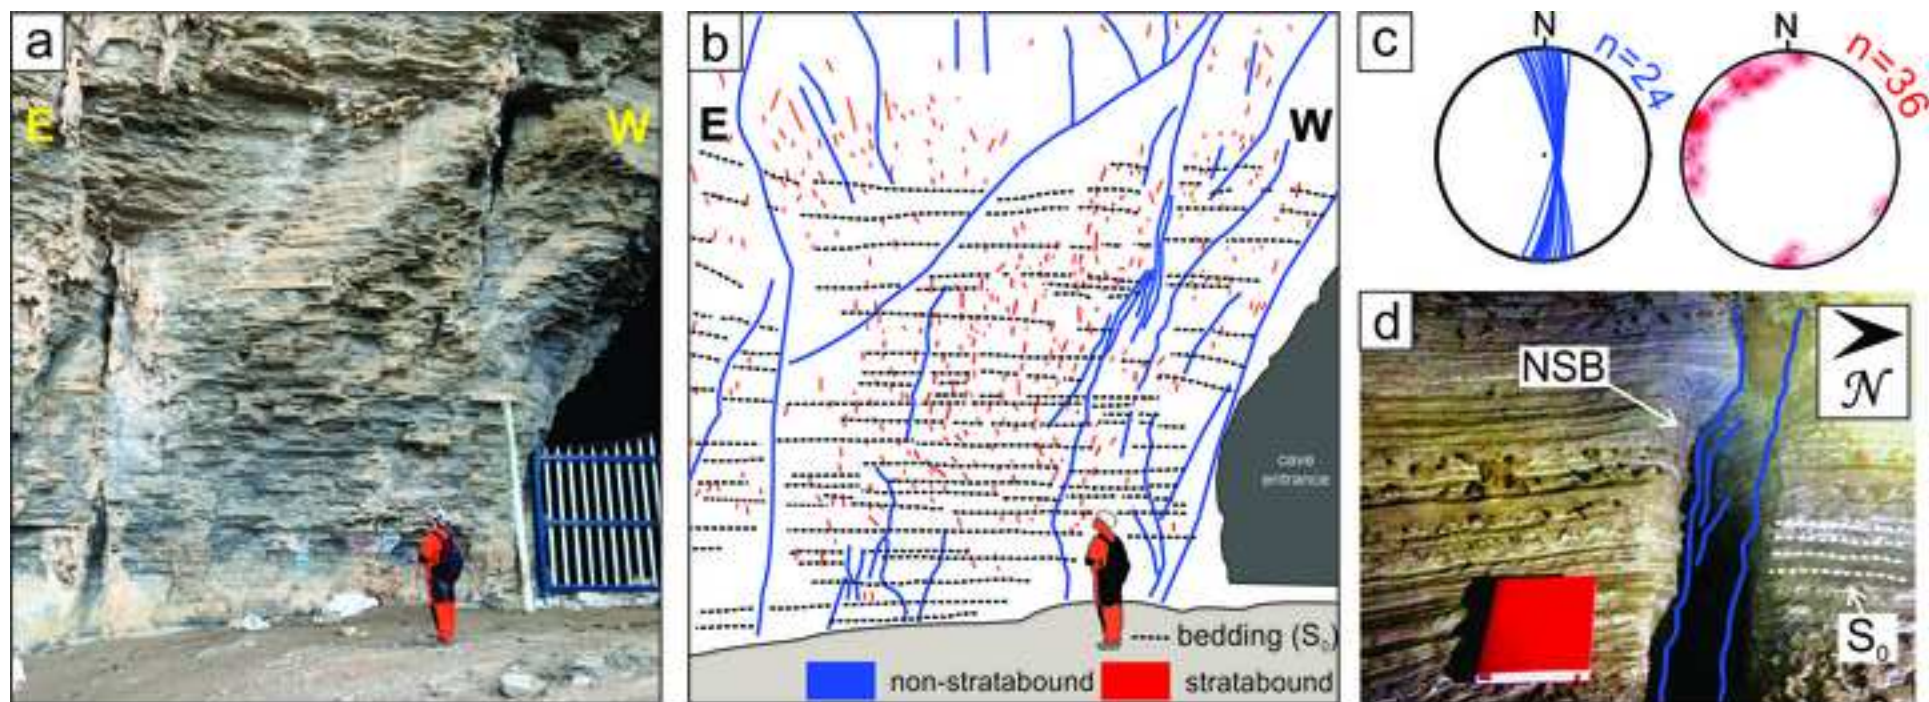 a
E
W
b
E
W
cave
entrance
bedding (S₀)
non-stratabound
stratabound
c
N
n=24
N
n=36
d
NSB
N
S₀